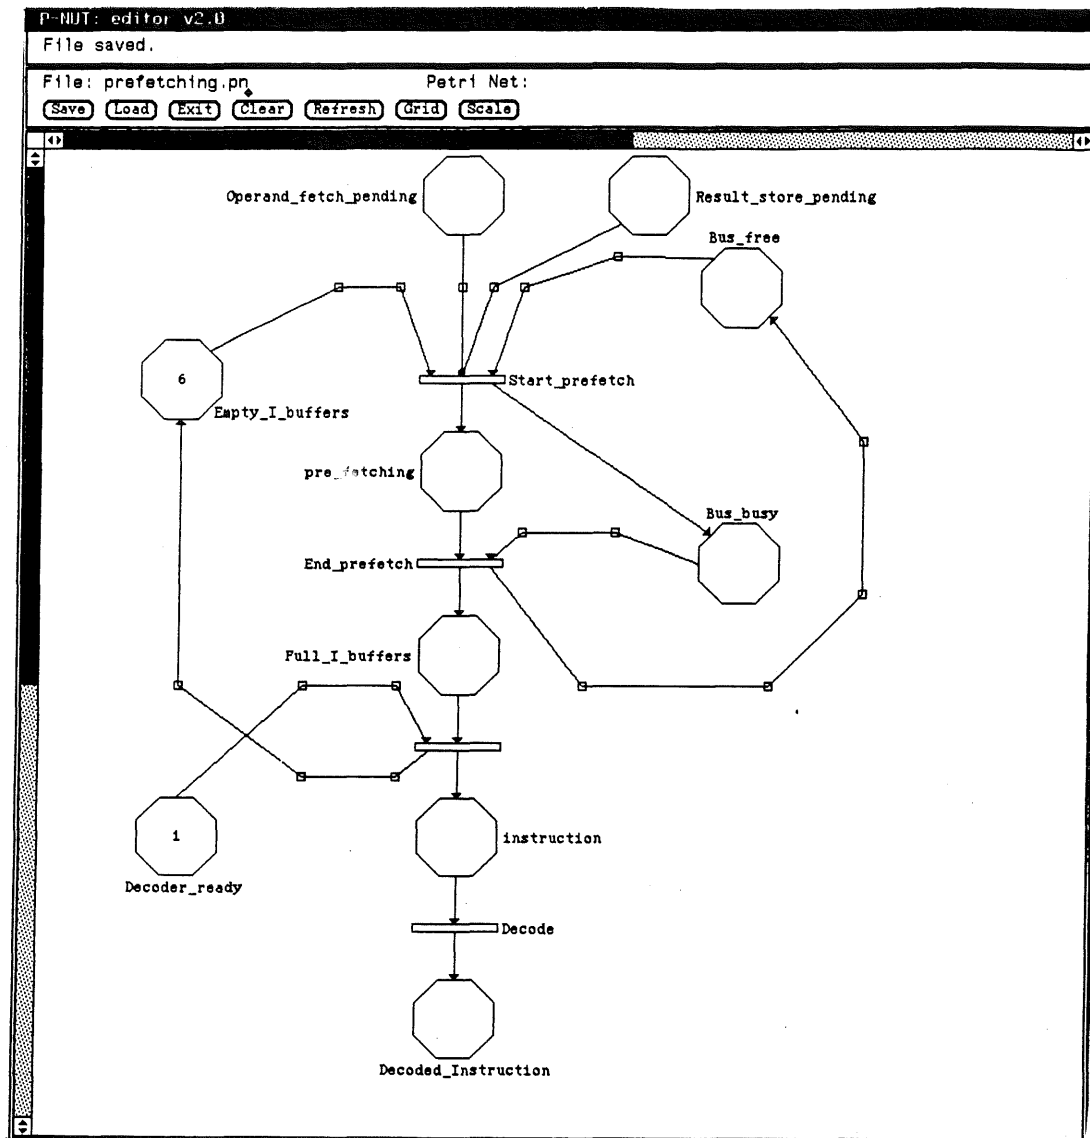 P-NUT: editor v2.0
File saved.
File: prefetching.pn Petri Net:
Save Load Exit Clear Refresh Grid Scale
Operand_fetch_pending
Result_store_pending
Bus_free
6
Empty_I_buffers
Start_prefetch
pre_fetching
Bus_busy
End_prefetch
Full_I_buffers
1
instruction
Decoder_ready
Decode
Decoded_Instruction